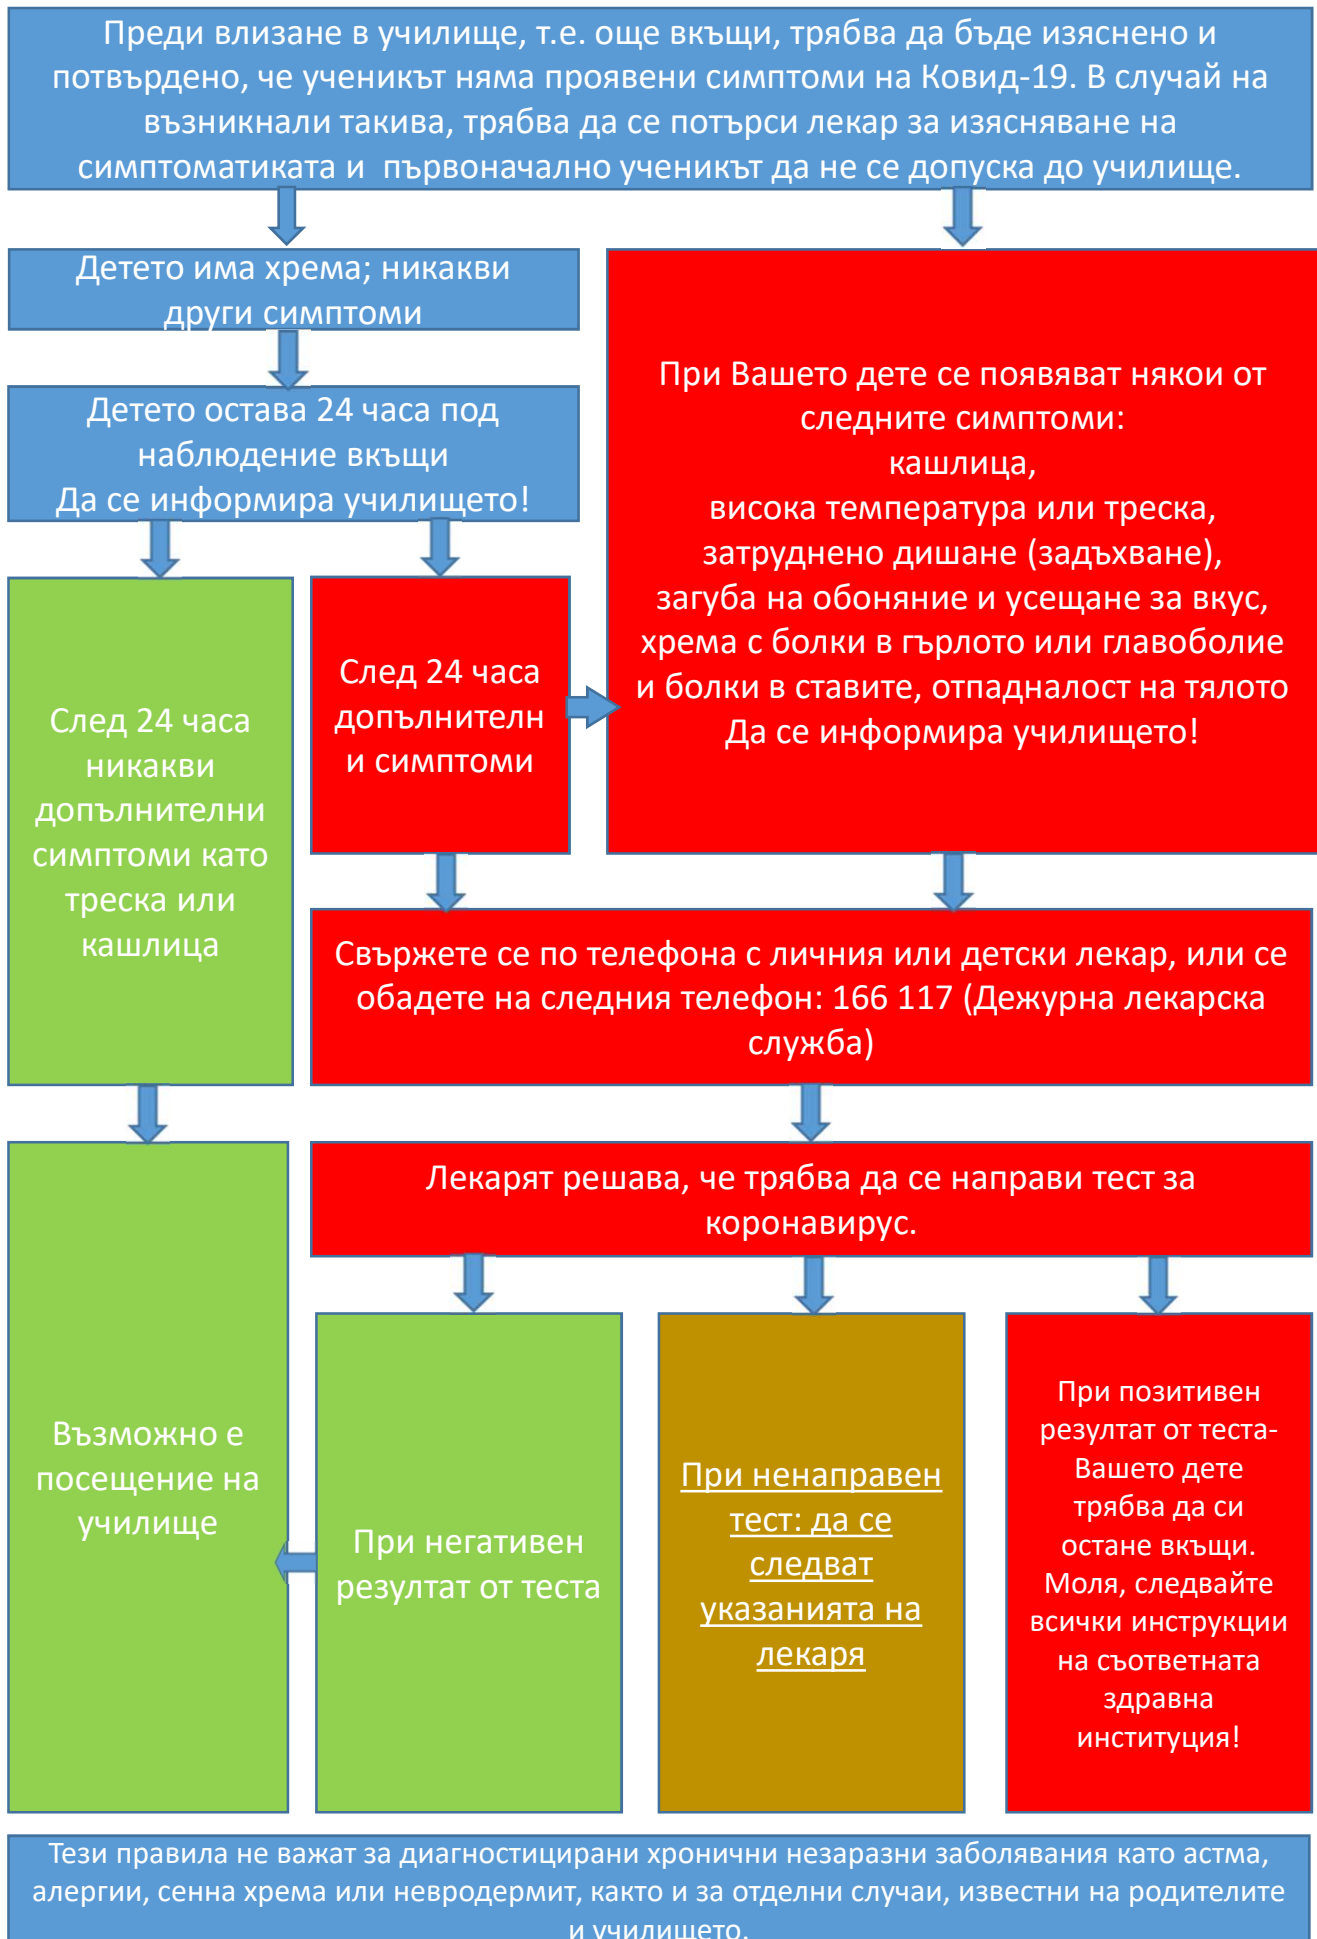 Преди влизане в училище, т.е. още вкъщи, трябва да бъде изяснено и
потвърдено, че ученикът няма проявени симптоми на Ковид-19. В случай на
възникнали такива, трябва да се потърси лекар за изясняване на
симптоматиката и първоначално ученикът да не се допуска до училище.
Детето има хрема; никакви
други симптоми
Детето остава 24 часа под
наблюдение вкъщи
Да се информира училището!
При Вашето дете се появяват някои от
следните симптоми:
кашлица,
висока температура или треска,
затруднено дишане (задъхване),
загуба на обоняние и усещане за вкус,
хрема с болки в гърлото или главоболие
и болки в ставите, отпадналост на тялото
Да се информира училището!
След 24 часа
никакви
допълнителни
симптоми като
треска или
кашлица
След 24 часа
допълнителн
и симптоми
Свържете се по телефона с личния или детски лекар, или се
обадете на следния телефон: 166 117 (Дежурна лекарска
служба)
Лекарят решава, че трябва да се направи тест за
коронавирус.
Възможно е
посещение на
училище
При негативен
резултат от теста
При ненаправен
тест: да се
следват
указанията на
лекаря
При позитивен
резултат от теста-
Вашето дете
трябва да си
остане вкъщи.
Моля, следвайте
всички инструкции
на съответната
здравна
институция!
Тези правила не важат за диагностицирани хронични незаразни заболявания като астма,
алергии, сенна хрема или невродермит, както и за отделни случаи, известни на родителите
и училището.